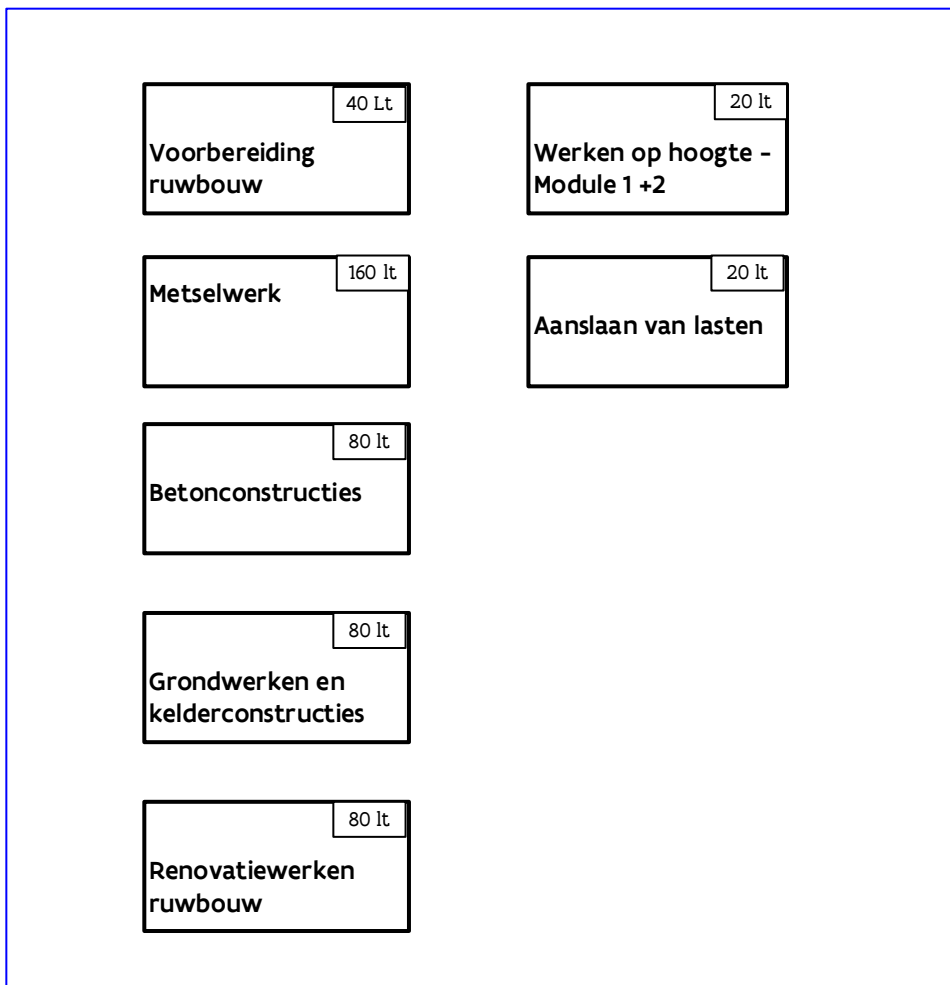 40 Lt
Voorbereiding
ruwbouw
20 lt
Werken op hoogte –
Module 1 +2
160 lt
Metselwerk
20 lt
Aanslaan van lasten
80 lt
Betonconstructies
80 lt
Grondwerken en
kelderconstructies
80 lt
Renovatiewerken
ruwbouw